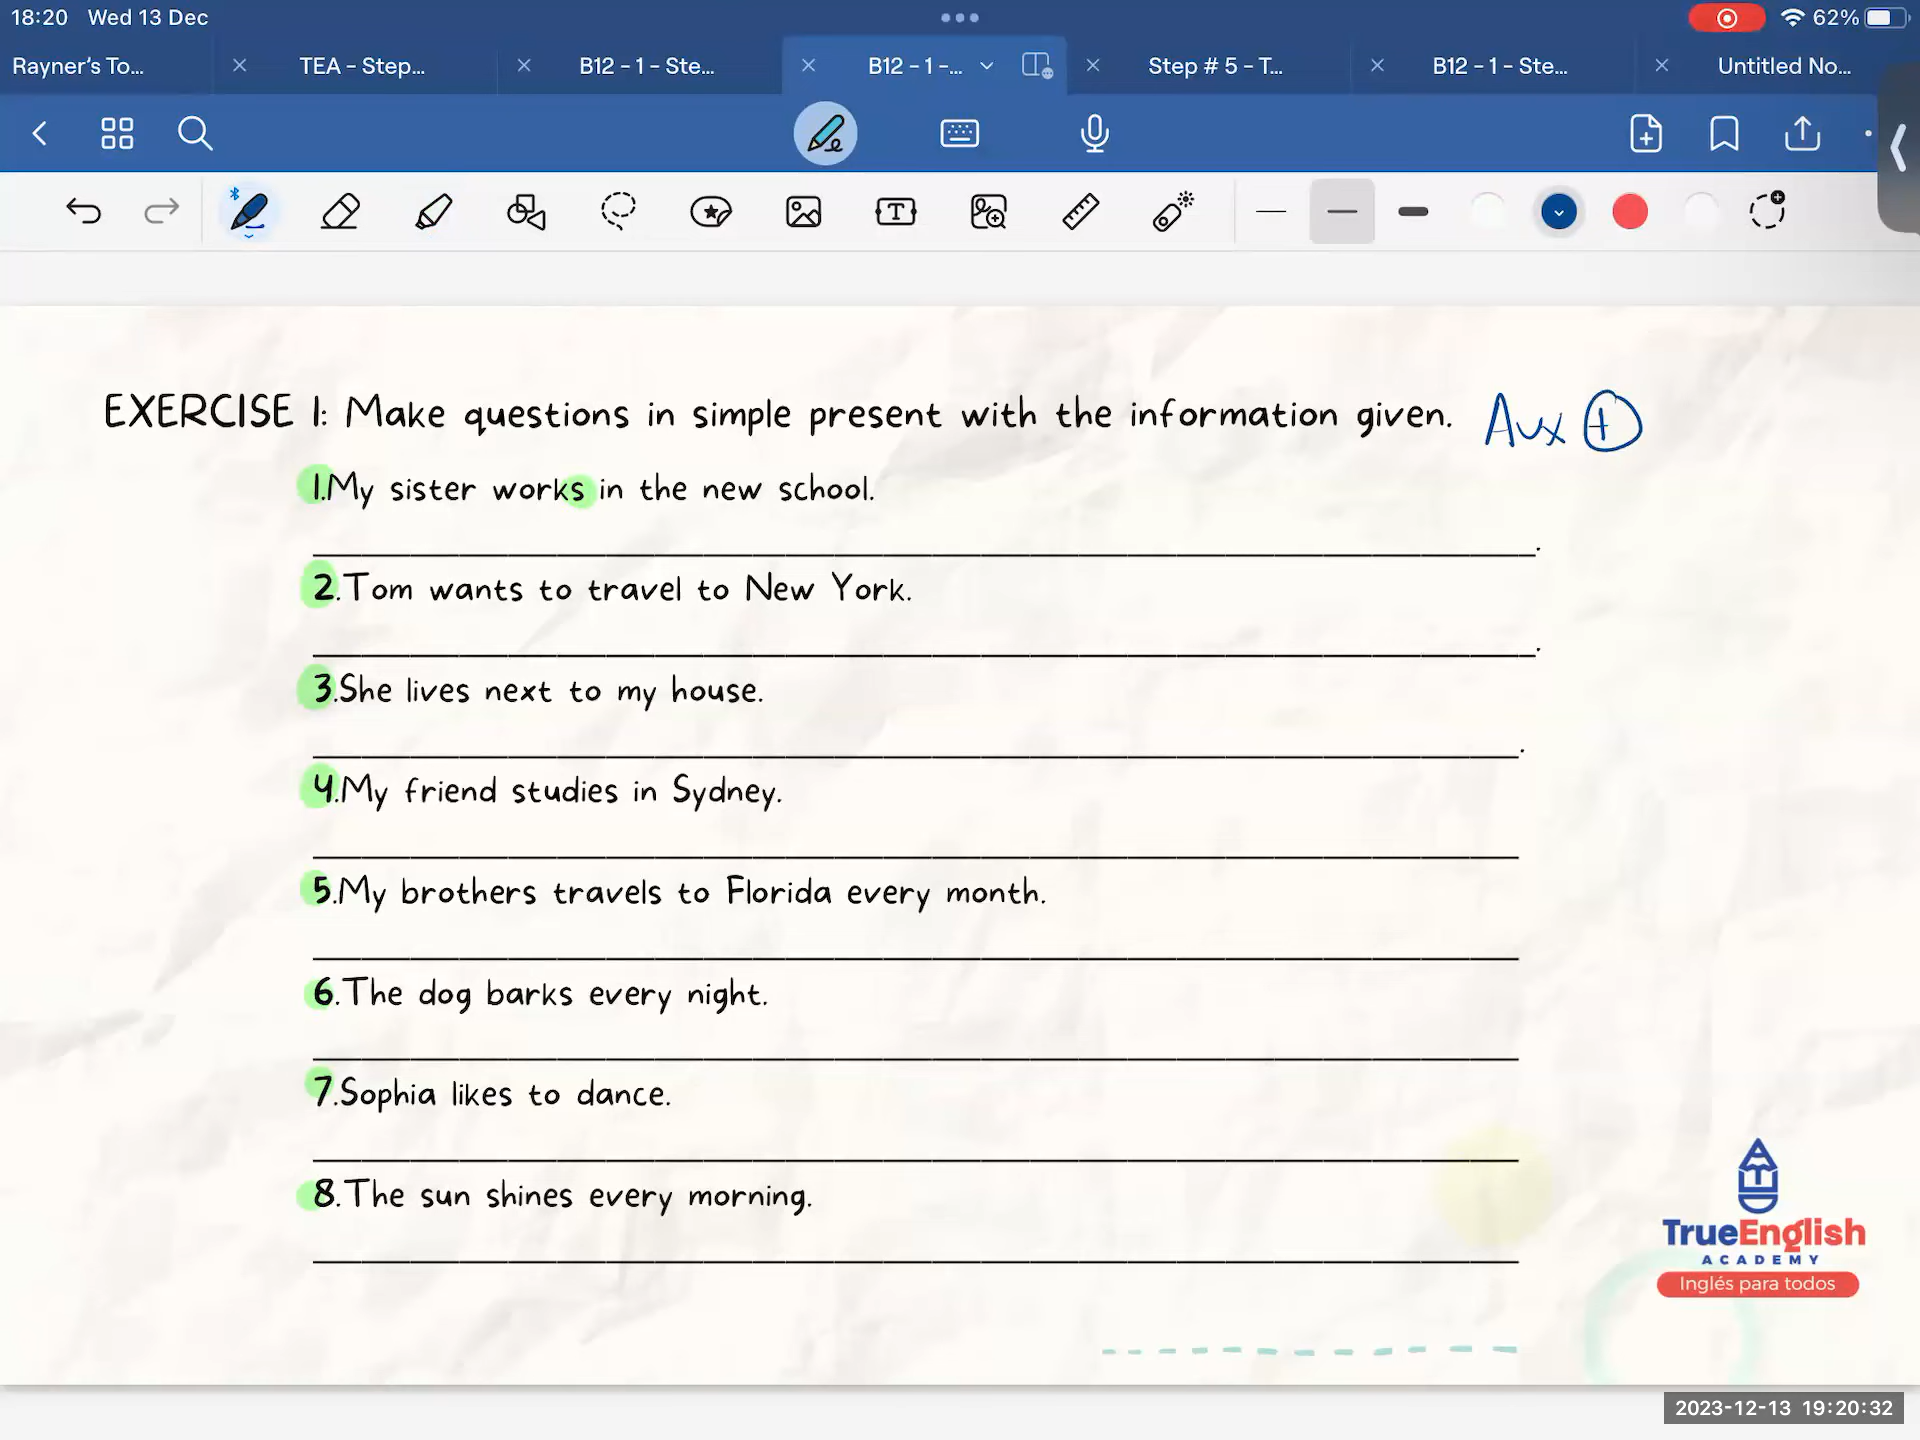 18:20 Wed 13 Dec
62%
Rayner's To...
TEA - Step...
B12 - 1 - Ste...
B12 - 1 -...
Step # 5 - T...
B12 - 1 - Ste...
Untitled No...
EXERCISE 1: Make questions in simple present with the information given. Aux +
1.My sister works in the new school.
2.Tom wants to travel to New York.
3.She lives next to my house.
4.My friend studies in Sydney.
5.My brothers travels to Florida every month.
6.The dog barks every night.
7.Sophia likes to dance.
8.The sun shines every morning.
TrueEnglish
ACADEMY
Inglés para todos
2023-12-13 19:20:32